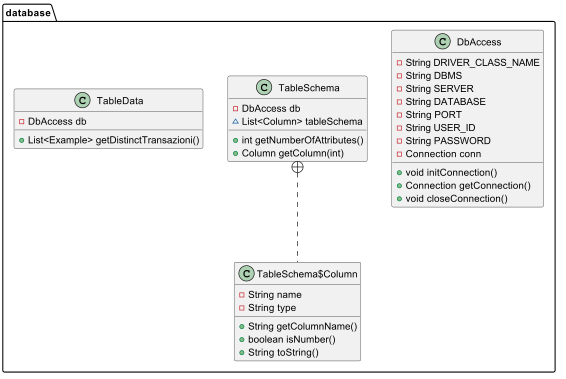 database
C TableData
DbAccess db
List<Example> getDistinctTransazioni()
C TableSchema
DbAccess db
List<Column> tableSchema
int getNumberOfAttributes()
Column getColumn(int)
C DbAccess
String DRIVER_CLASS_NAME
String DBMS
String SERVER
String DATABASE
String PORT
String USER_ID
String PASSWORD
Connection conn
void initConnection()
Connection getConnection()
void closeConnection()
C TableSchema$Column
String name
String type
String getColumnName()
boolean isNumber()
String toString()